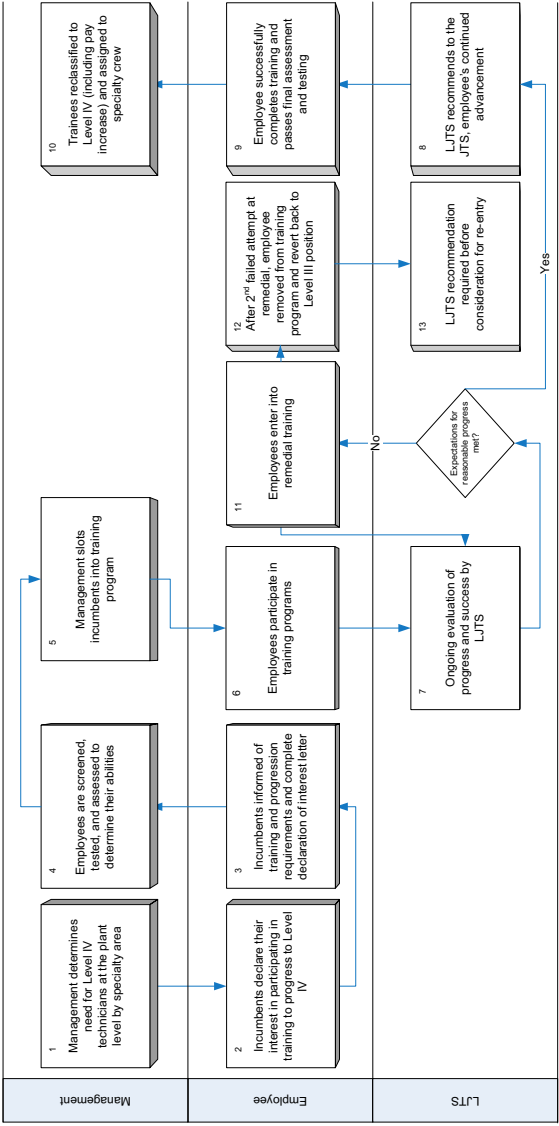 Management
1
Management determines
need for Level IV
technicians at the plant
level by specialty area
4
Employees are screened,
tested, and assessed to
determine their abilities
5
Management slots
incumbents into training
program
10
Trainees reclassified to
Level IV (including pay
increase) and assigned to
specialty crew
Employee
2
Incumbents declare their
interest in participating in
training to progress to Level
IV
3
Incumbents informed of
training and progression
requirements and complete
declaration of interest letter
6
Employees participate in
training programs
11
Employees enter into
remedial training
12
After 2nd failed attempt at
remedial, employee
removed from training
program and revert back to
Level III position
9
Employee successfully
completes training and
passes final assessment
and testing
LJTS
7
Ongoing evaluation of
progress and success by
LJTS
Expectations for
reasonable progress
met?
No
Yes
13
LJTS recommendation
required before
consideration for re-entry
8
LJTS recommends to the
JTS, employee's continued
advancement